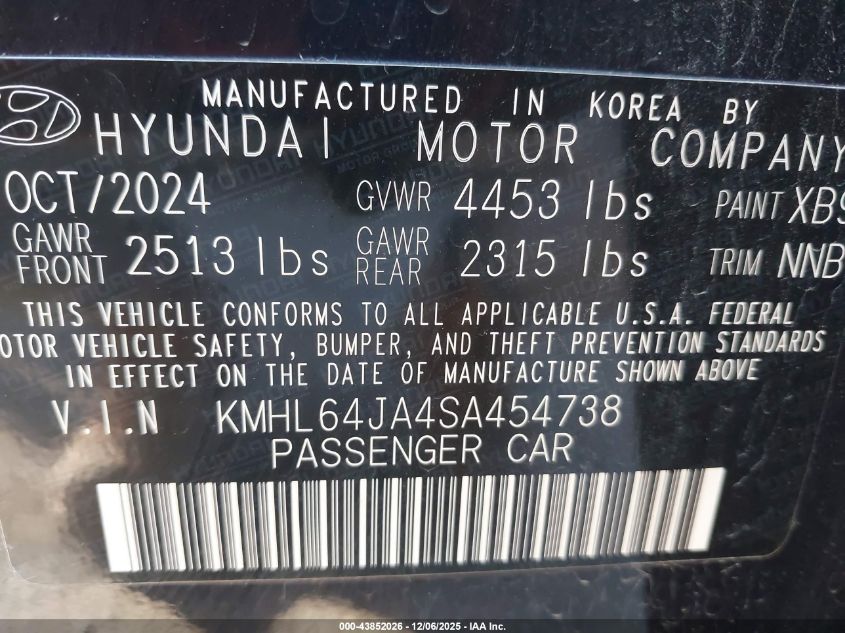 MANUFACTURED IN KOREA BY
HYUNDAI MOTOR COMPANY
OCT/2024 GVWR 4453 lbs PAINT XB9
GAWR FRONT 2513 lbs GAWR REAR 2315 lbs TRIM NNB
THIS VEHICLE CONFORMS TO ALL APPLICABLE U.S.A. FEDERAL
OTOR VEHICLE SAFETY, BUMPER, AND THEFT PREVENTION STANDARDS
IN EFFECT ON THE DATE OF MANUFACTURE SHOWN ABOVE
V.I.N KMHL64JA4SA454738
PASSENGER CAR
000-43852026 - 12/06/2025 - IAA Inc.